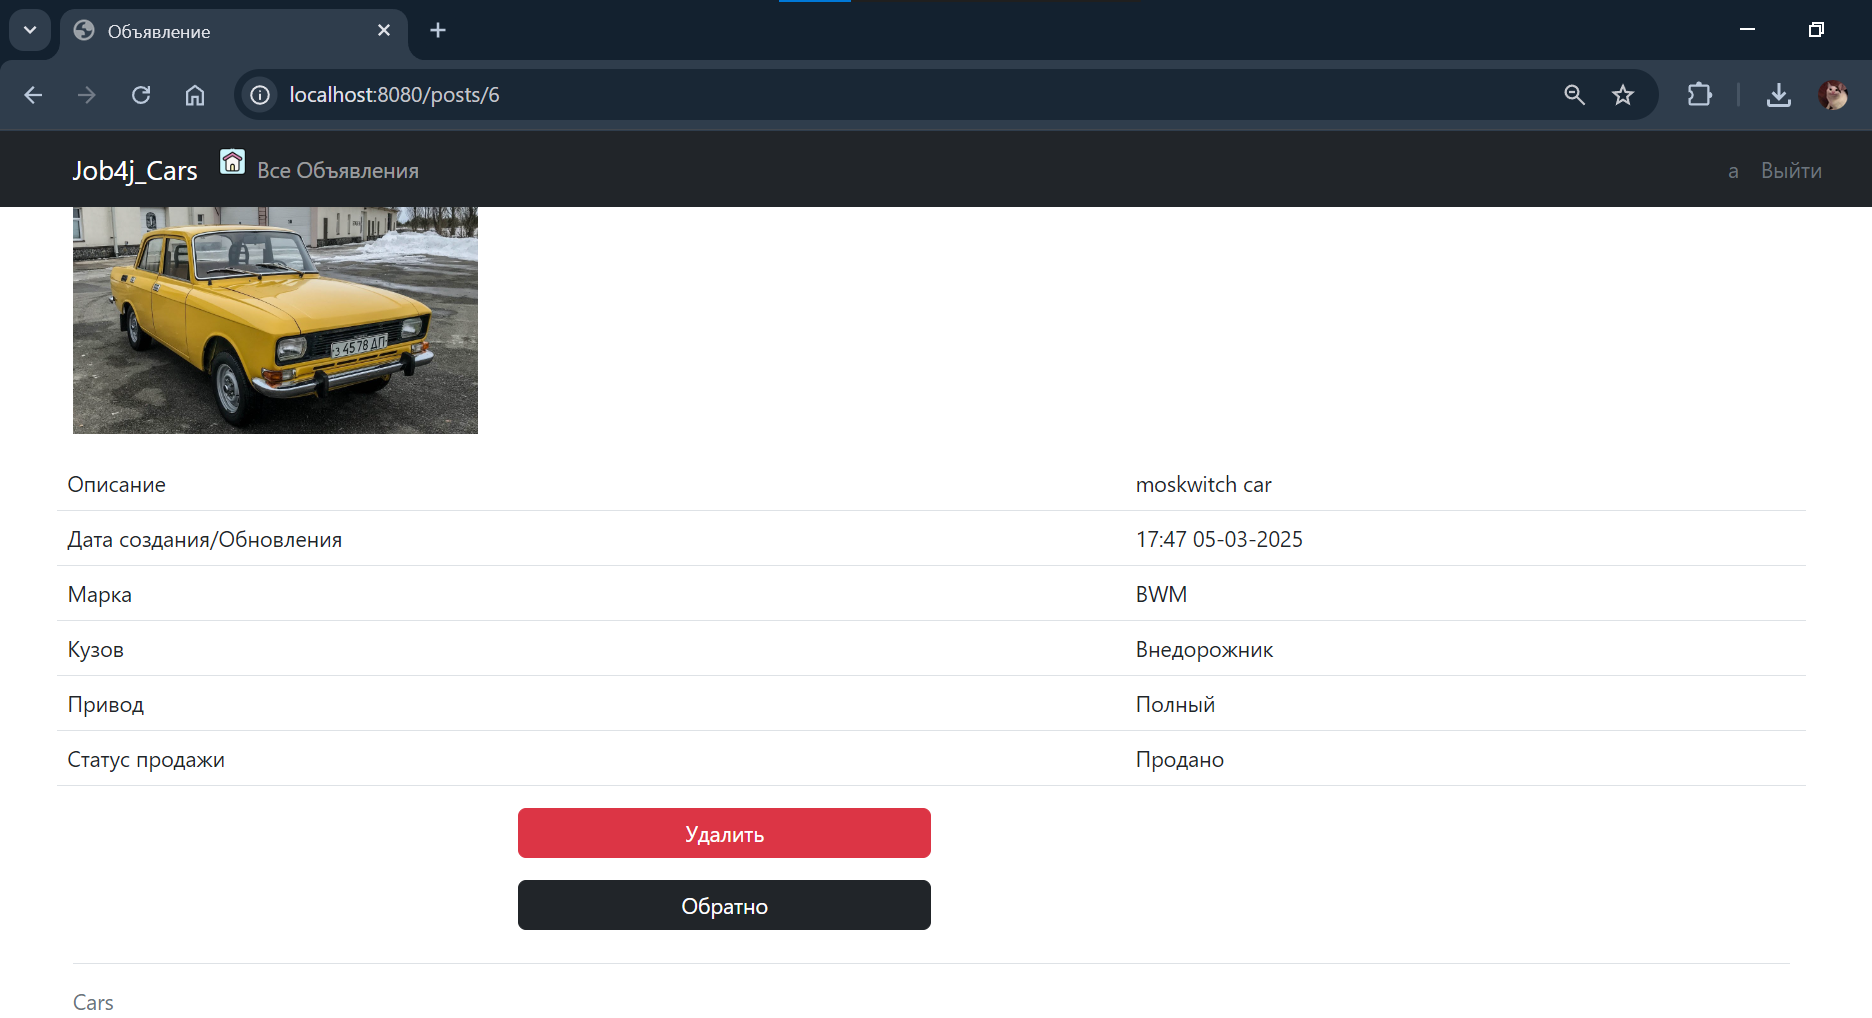 Объявление
localhost:8080/posts/6
Job4j_Cars Все Объявления a Выйти
4578 ДП
Описание moskwitch car
Дата создания/Обновления 17:47 05-03-2025
Марка BWM
Кузов Внедорожник
Привод Полный
Статус продажи Продано
Удалить
Обратно
Cars